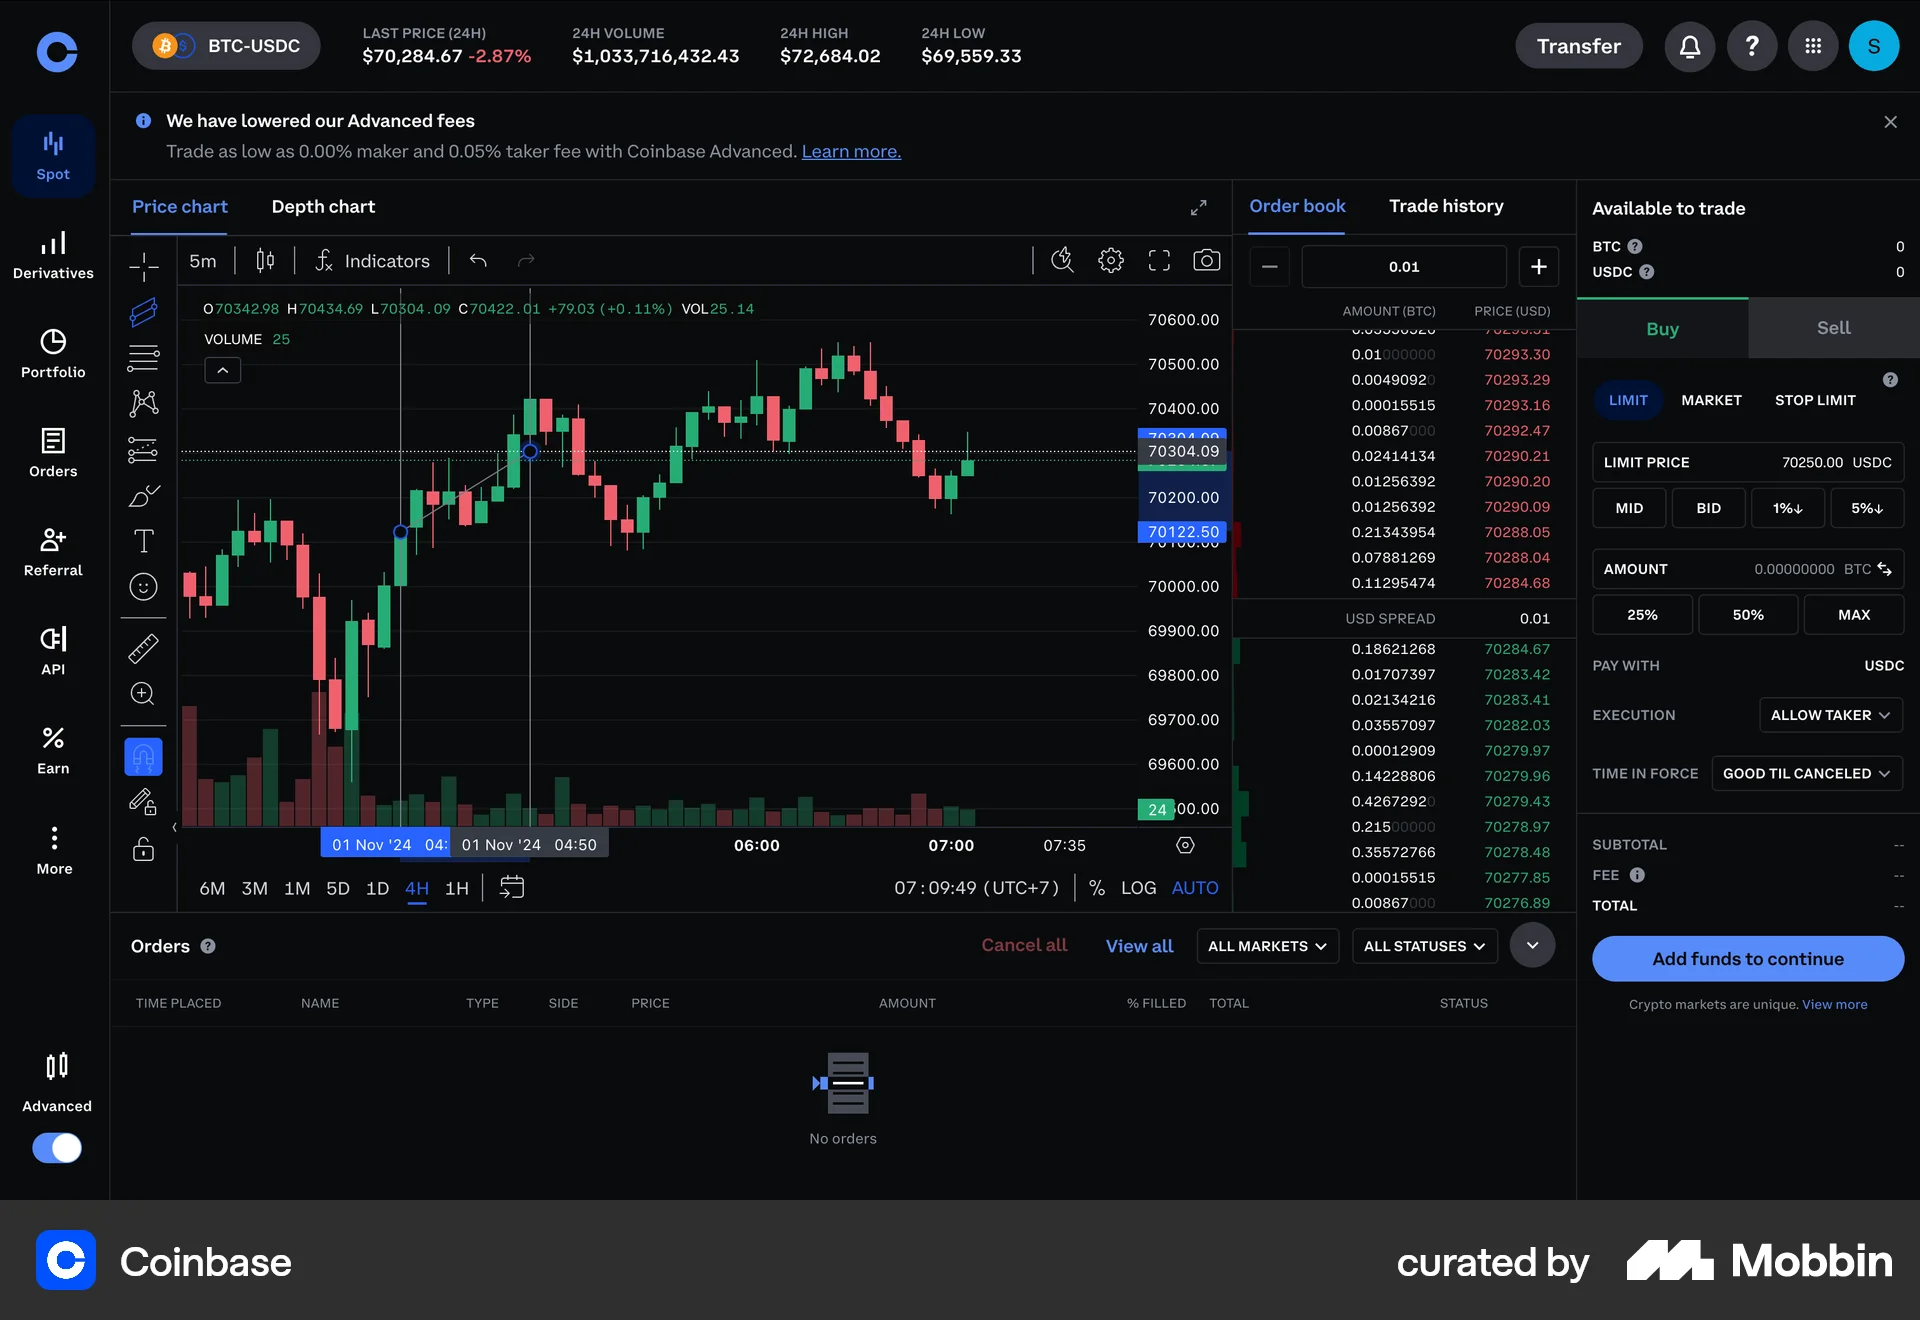 BTC-USDC
LAST PRICE (24H)
$70,284.67 -2.87%
24H VOLUME
$1,033,716,432.43
24H HIGH
$72,684.02
24H LOW
$69,559.33
Transfer
?
S
Spot
Derivatives
Portfolio
Orders
Referral
API
Earn
More
Advanced
We have lowered our Advanced fees
Trade as low as 0.00% maker and 0.05% taker fee with Coinbase Advanced. Learn more.
Price chart
Depth chart
5m
Indicators
O70342.98 H70434.69 L70304.09 C70422.01 +79.03 (+0.11%) VOL25.14
VOLUME 25
70600.00
70500.00
70400.00
70304.09
70304.09
70200.00
70122.50
70100.00
70000.00
69900.00
69800.00
69700.00
69600.00
24
01 Nov '24 04:
01 Nov '24 04:50
06:00
07:00
07:35
6M 3M 1M 5D 1D 4H 1H
07:09:49 (UTC+7)
% LOG AUTO
Order book
Trade history
0.01
AMOUNT (BTC) PRICE (USD)
0.01000000 70293.30
0.00490920 70293.29
0.00015515 70293.16
0.00867000 70292.47
0.02414134 70290.21
0.01256392 70290.20
0.01256392 70290.09
0.21343954 70288.05
0.07881269 70288.04
0.11295474 70284.68
USD SPREAD 0.01
0.18621268 70284.67
0.01707397 70283.42
0.02134216 70283.41
0.03557097 70282.03
0.00012909 70279.97
0.14228806 70279.96
0.42672920 70279.43
0.21500000 70278.97
0.35572766 70278.48
0.00015515 70277.85
0.00867000 70276.89
Available to trade
BTC ? 0
USDC ? 0
Buy
Sell
?
LIMIT
MARKET
STOP LIMIT
LIMIT PRICE 70250.00 USDC
MID
BID
1%↓
5%↓
AMOUNT 0.00000000 BTC
25%
50%
MAX
PAY WITH USDC
EXECUTION ALLOW TAKER
TIME IN FORCE GOOD TIL CANCELED
SUBTOTAL --
FEE --
TOTAL --
Add funds to continue
Crypto markets are unique. View more
Orders ?
Cancel all
View all
ALL MARKETS
ALL STATUSES
TIME PLACED NAME TYPE SIDE PRICE AMOUNT % FILLED TOTAL STATUS
No orders
Coinbase
curated by Mobbin